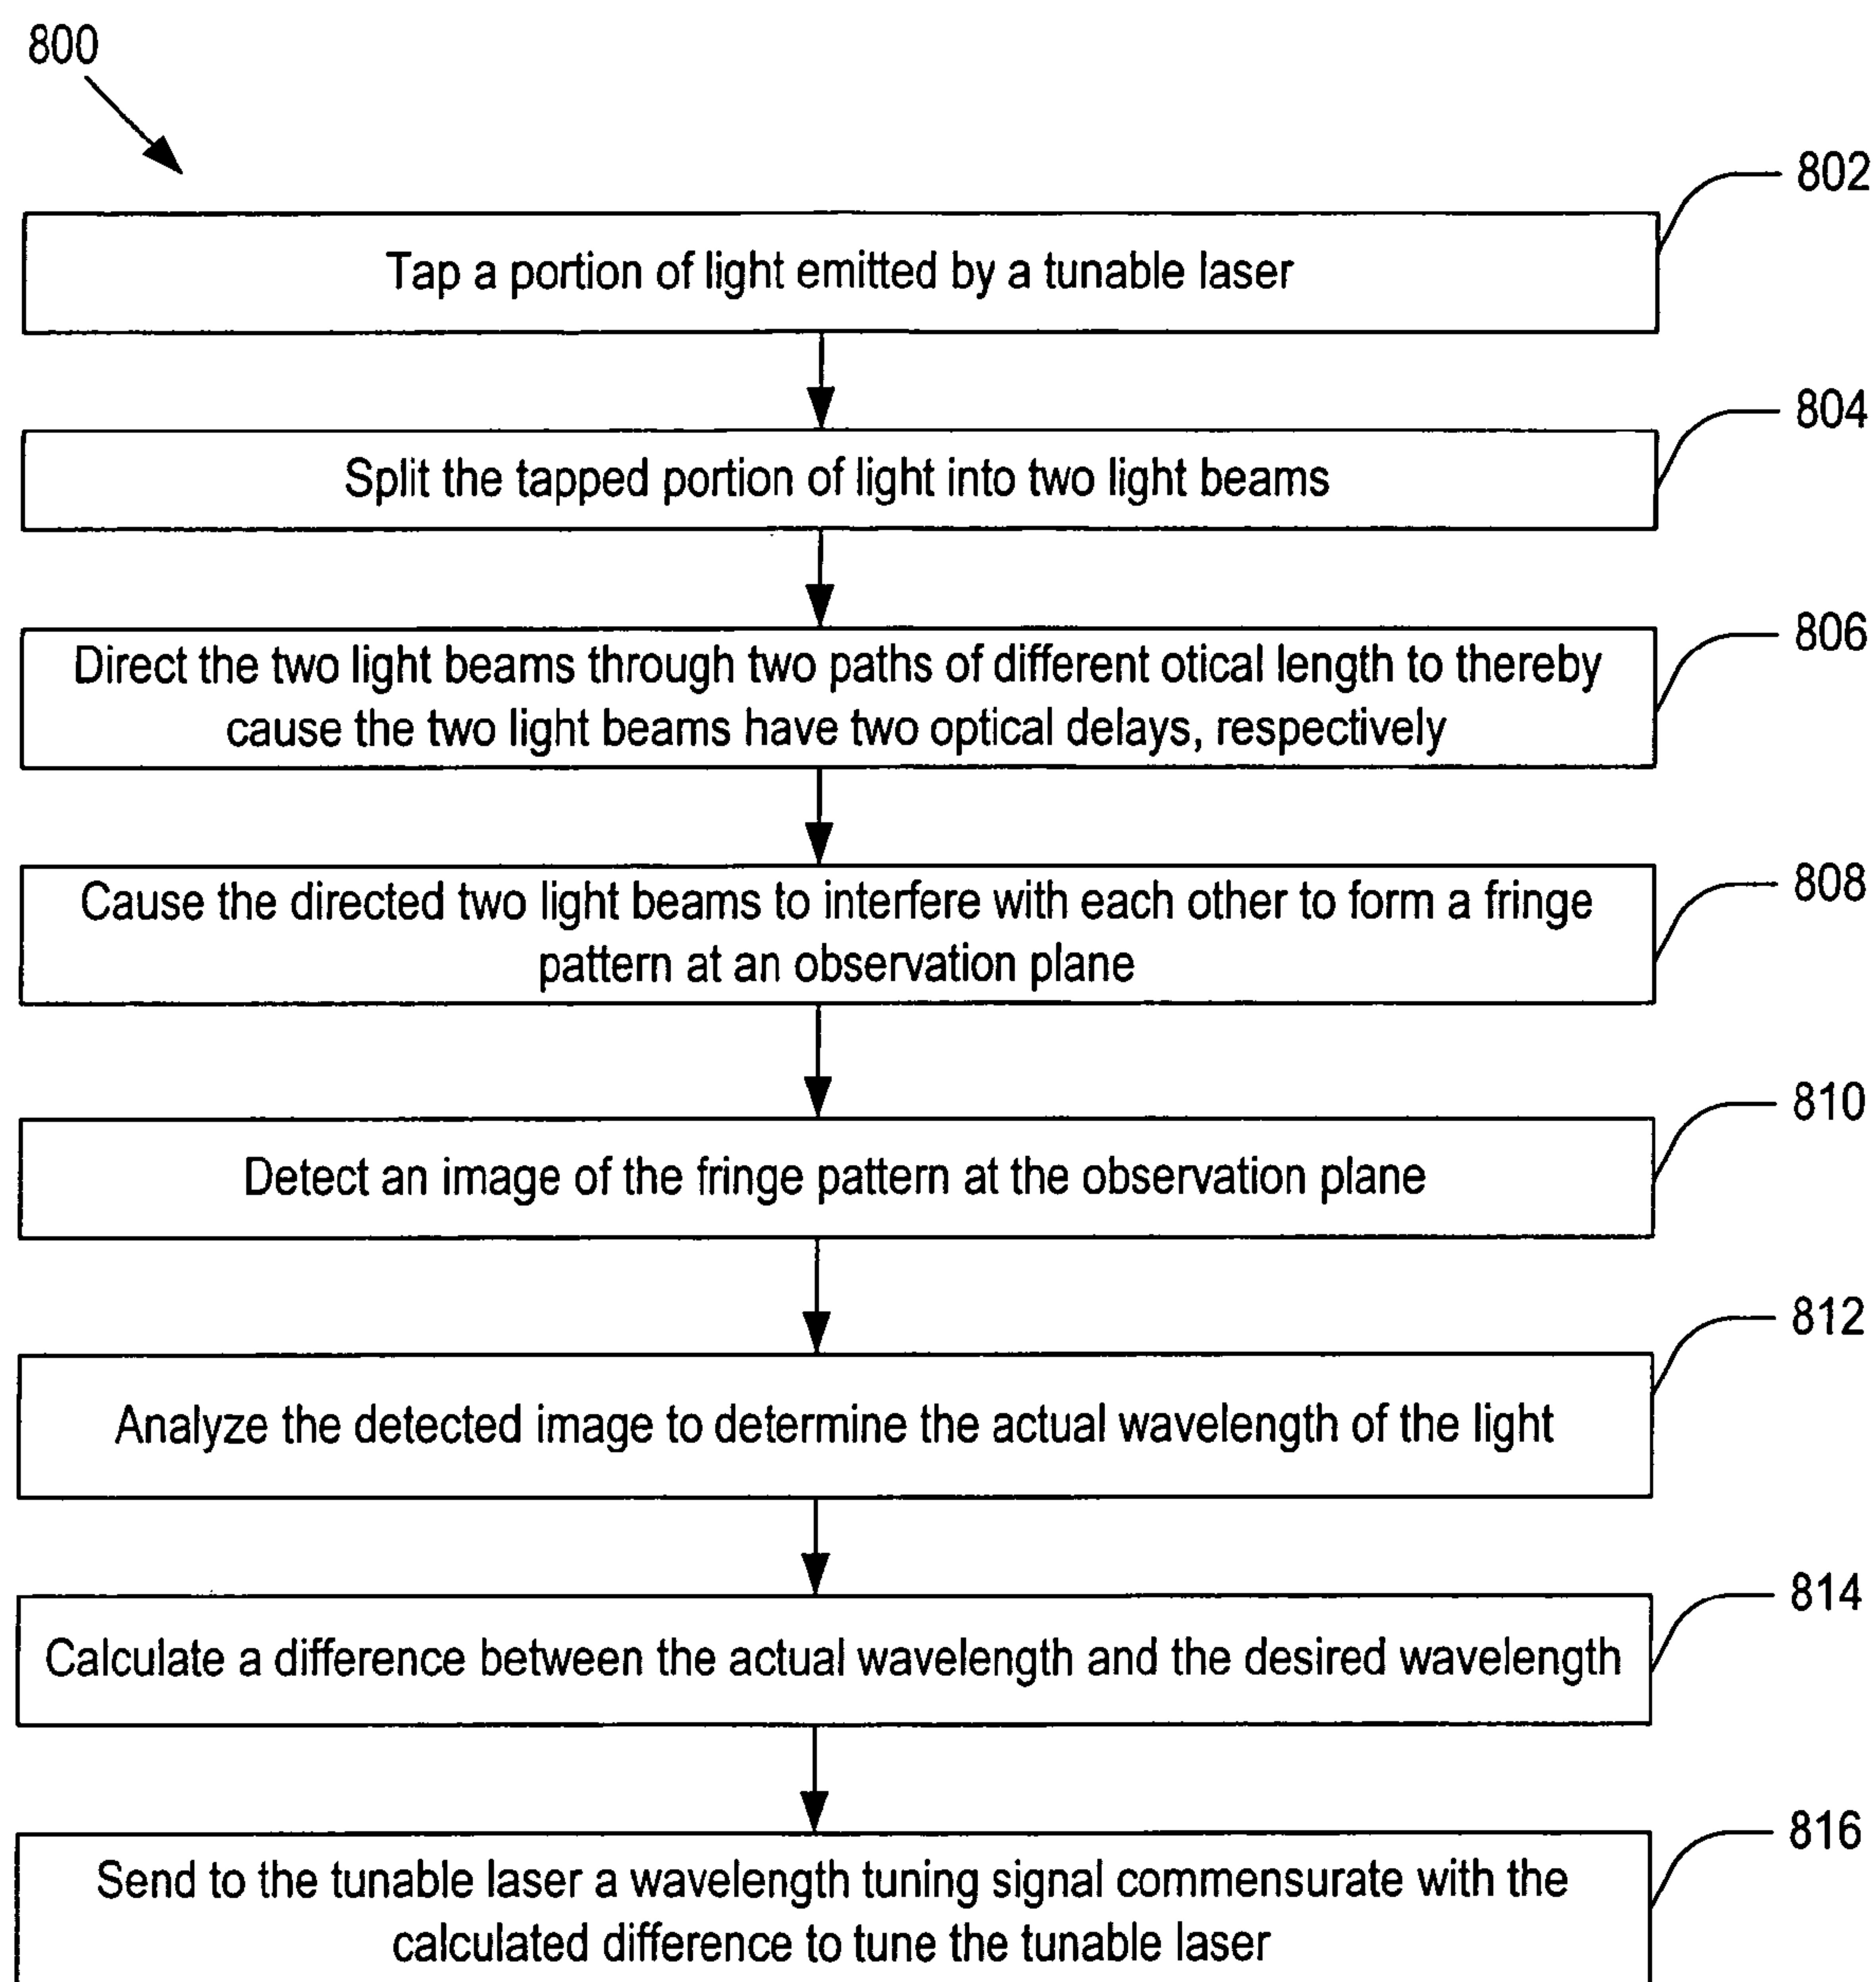 800
802
Tap a portion of light emitted by a tunable laser
804
Split the tapped portion of light into two light beams
806
Direct the two light beams through two paths of different otical length to thereby
cause the two light beams have two optical delays, respectively
808
Cause the directed two light beams to interfere with each other to form a fringe
pattern at an observation plane
810
Detect an image of the fringe pattern at the observation plane
812
Analyze the detected image to determine the actual wavelength of the light
814
Calculate a difference between the actual wavelength and the desired wavelength
816
Send to the tunable laser a wavelength tuning signal commensurate with the
calculated difference to tune the tunable laser